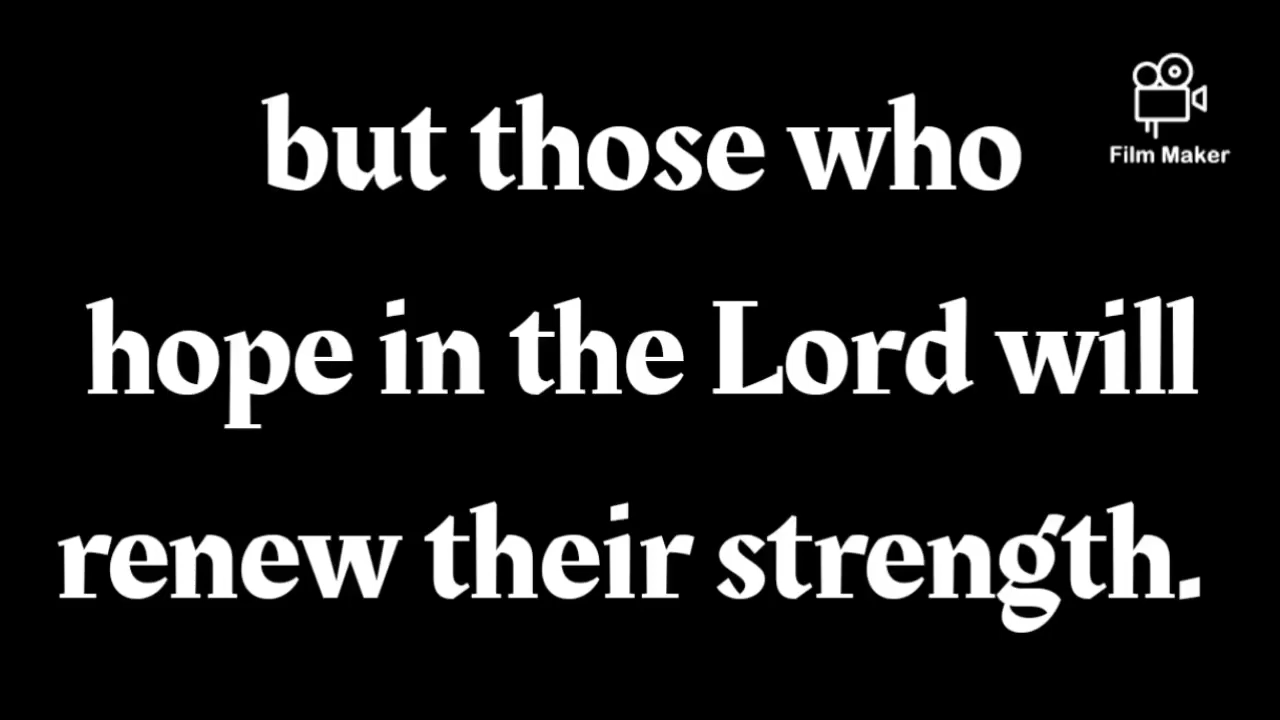 but those who
Film Maker
hope in the Lord will
renew their strength.